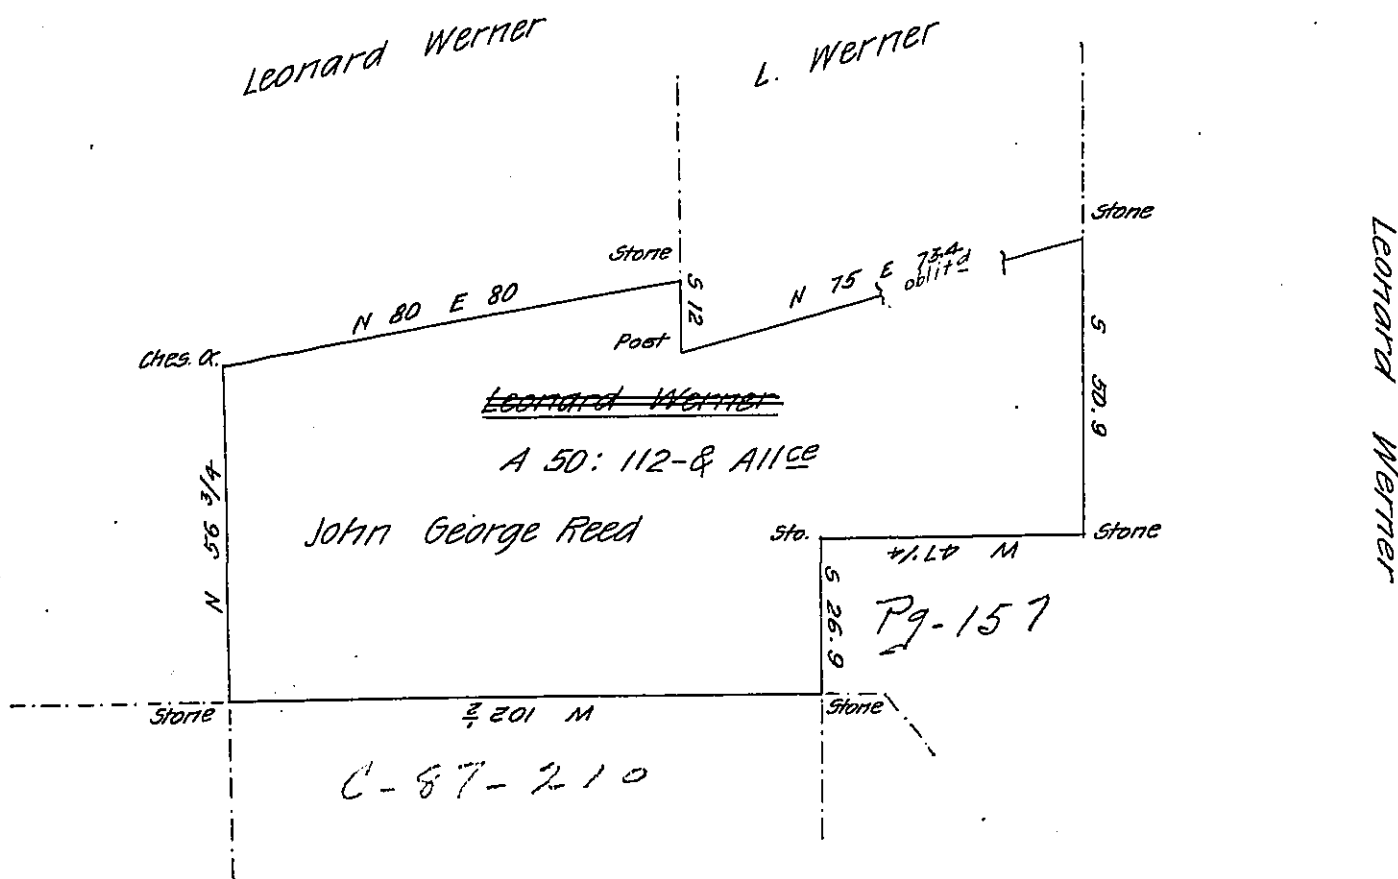 Leonard Werner
L. Werner
Stone
Stone
N 80 E 80
S 12
N 75 E 73.4
oblit'd
Post
Ches. O.
Leonard Werner
S 50.9
Leonard Werner
A 50: 112-& Allce
N 56 3/4
John George Reed
Sto.
W 47 1/4
Stone
S 26.9
Pg-157
Stone
W 102 1/2
Stone
C-87-210